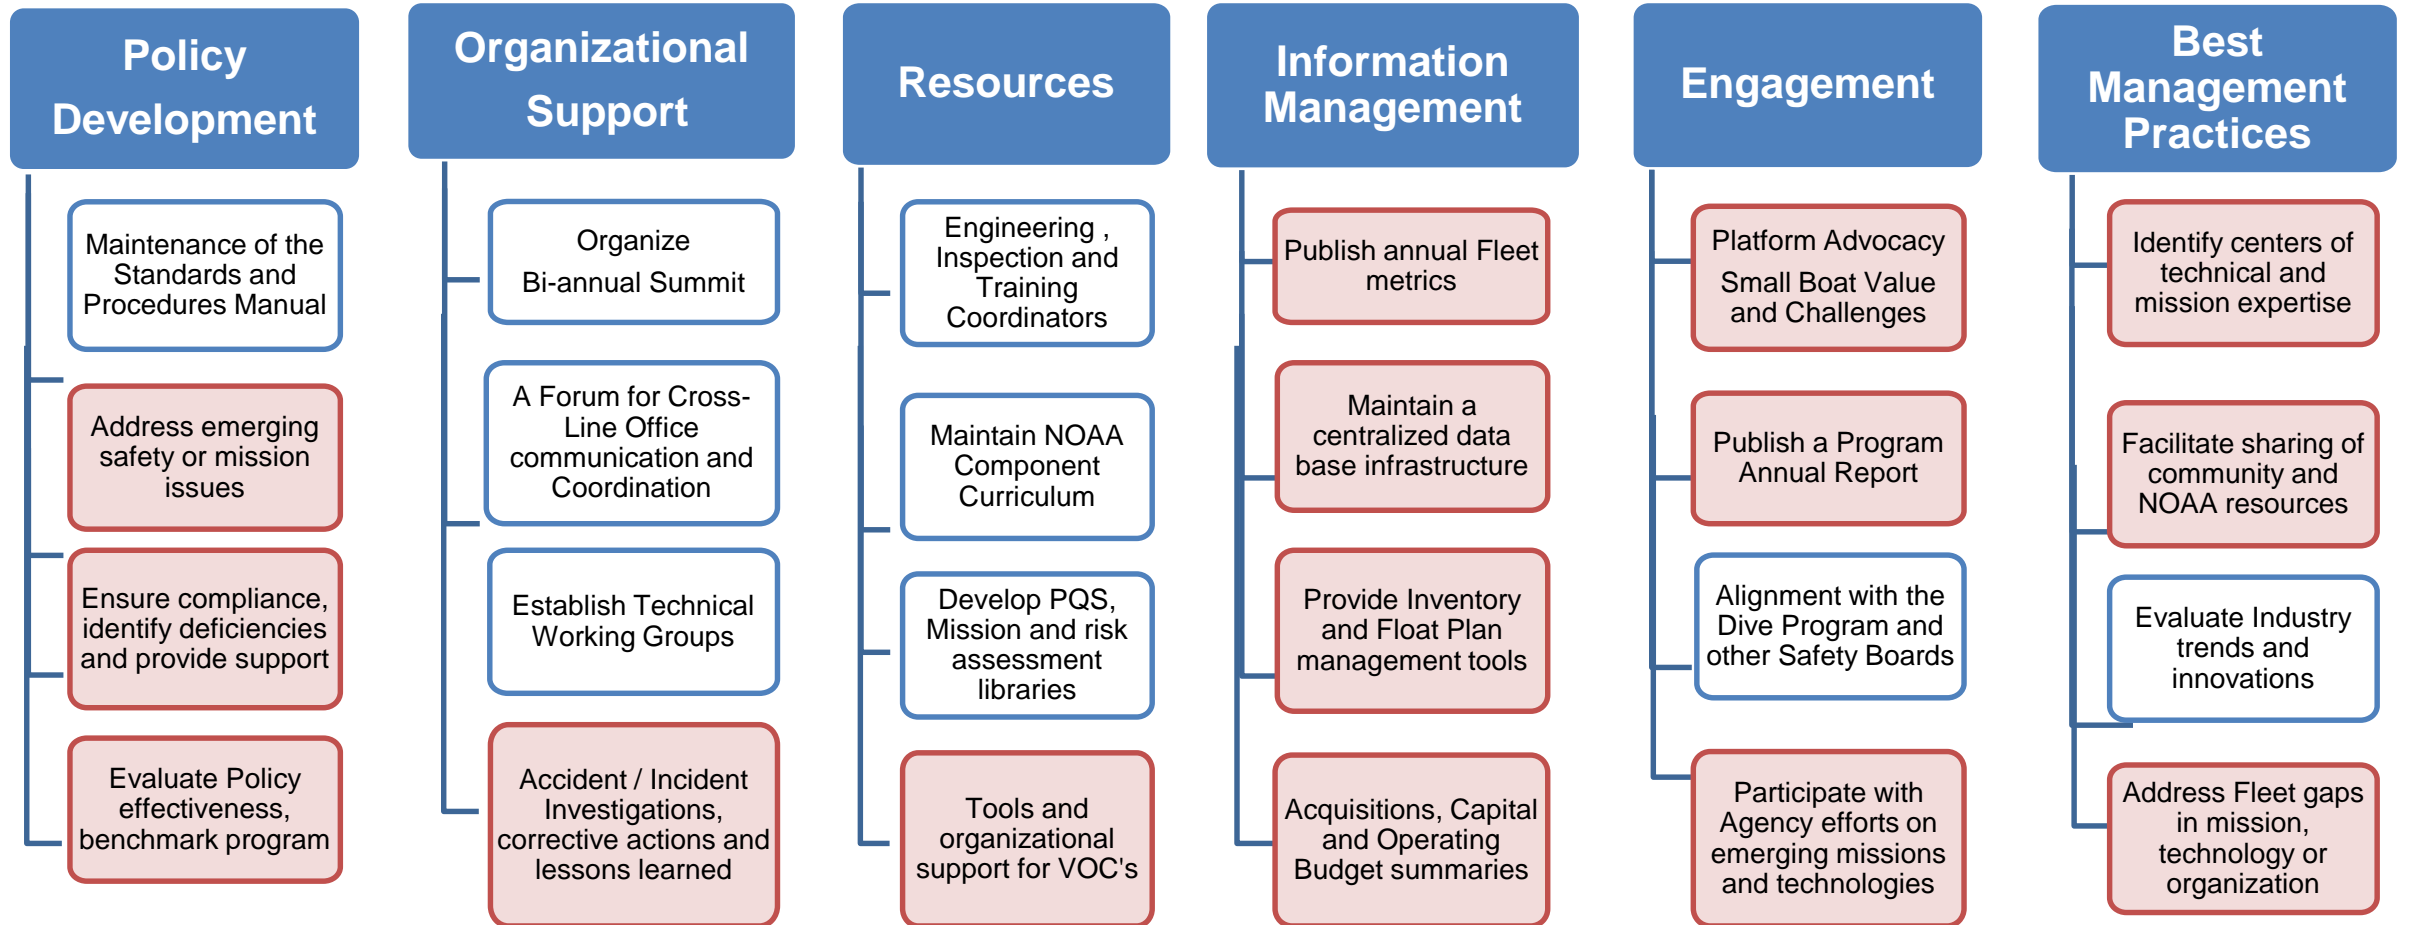 Policy
Development
Maintenance of the
Standards and
Procedures Manual
Address emerging
safety or mission
issues
Ensure compliance,
identify deficiencies
and provide support
Evaluate Policy
effectiveness,
benchmark program
Organizational
Support
Organize
Bi-annual Summit
A Forum for Cross-
Line Office
communication and
Coordination
Establish Technical
Working Groups
Accident / Incident
Investigations,
corrective actions and
lessons learned
Resources
Engineering ,
Inspection and
Training
Coordinators
Maintain NOAA
Component
Curriculum
Develop PQS,
Mission and risk
assessment
libraries
Tools and
organizational
support for VOC's
Information
Management
Publish annual Fleet
metrics
Maintain a
centralized data
base infrastructure
Provide Inventory
and Float Plan
management tools
Acquisitions, Capital
and Operating
Budget summaries
Engagement
Platform Advocacy
Small Boat Value
and Challenges
Publish a Program
Annual Report
Alignment with the
Dive Program and
other Safety Boards
Participate with
Agency efforts on
emerging missions
and technologies
Best
Management
Practices
Identify centers of
technical and
mission expertise
Facilitate sharing of
community and
NOAA resources
Evaluate Industry
trends and
innovations
Address Fleet gaps
in mission,
technology or
organization